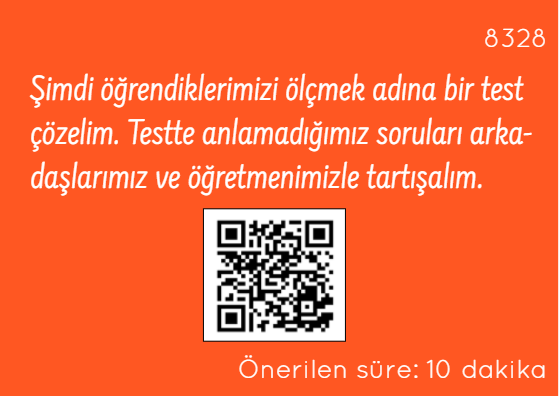 8328
Şimdi öğrendiklerimizi ölçmek adına bir test
çözelim. Testte anlamadığımız soruları arka-
daşlarımız ve öğretmenimizle tartışalım.
Önerilen süre: 10 dakika